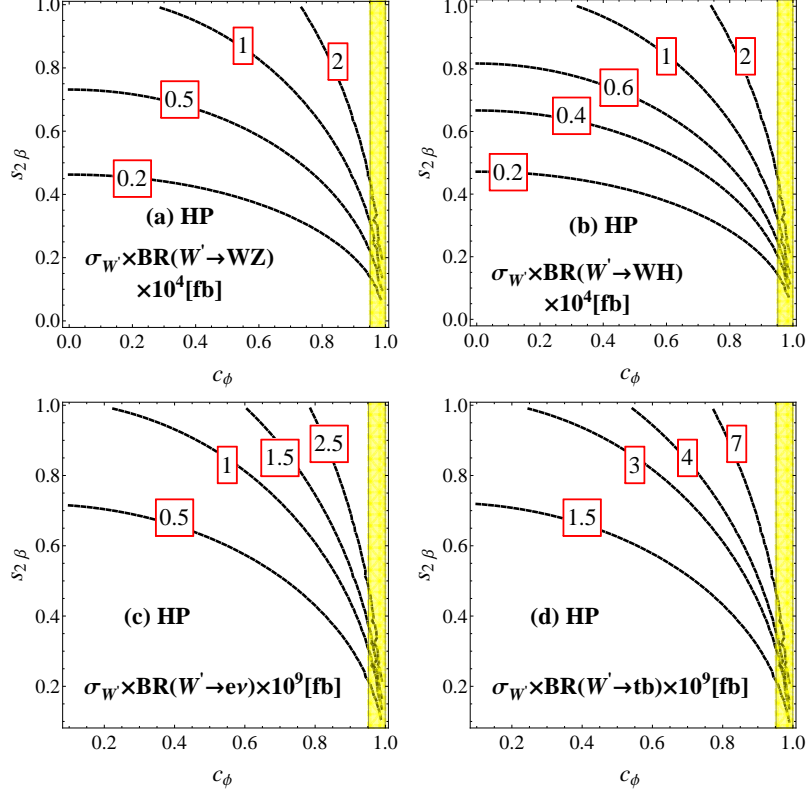 1.0
0.8
0.6
0.4
0.2
0.0
s2β
1
2
0.5
0.2
(a) HP
σW'×BR(W'→WZ)
×10⁴[fb]
0.0 0.2 0.4 0.6 0.8 1.0
cϕ
1.0
0.8
0.6
0.4
0.2
0.0
s2β
1
2
0.6
0.4
0.2
(b) HP
σW'×BR(W'→WH)
×10⁴[fb]
0.0 0.2 0.4 0.6 0.8 1.0
cϕ
1.0
0.8
0.6
0.4
0.2
s2β
2.5
1.5
1
0.5
(c) HP
σW'×BR(W'→eν)×10⁹[fb]
0.2 0.4 0.6 0.8 1.0
cϕ
1.0
0.8
0.6
0.4
0.2
s2β
7
4
3
1.5
(d) HP
σW'×BR(W'→tb)×10⁹[fb]
0.2 0.4 0.6 0.8 1.0
cϕ